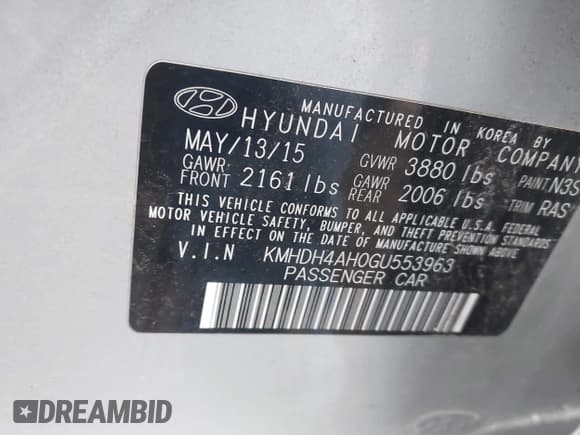 MANUFACTURED IN KOREA BY
HYUNDAI MOTOR COMPANY
MAY/13/15 GVWR 3880 lbs PAINT N3S
GAWR FRONT 2161 lbs GAWR REAR 2006 lbs TRIM RAS
THIS VEHICLE CONFORMS TO ALL APPLICABLE U.S.A. FEDERAL
MOTOR VEHICLE SAFETY, BUMPER, AND THEFT PREVENTION STANDARDS
IN EFFECT ON THE DATE OF MANUFACTURE SHOWN ABOVE
V.I.N KMHDH4AH0GU553963
PASSENGER CAR
DREAMBID